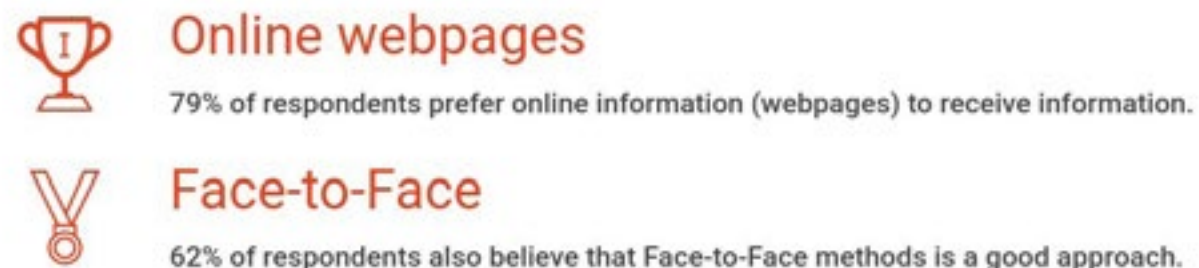 I
Online webpages
79% of respondents prefer online information (webpages) to receive information.
Face-to-Face
62% of respondents also believe that Face-to-Face methods is a good approach.